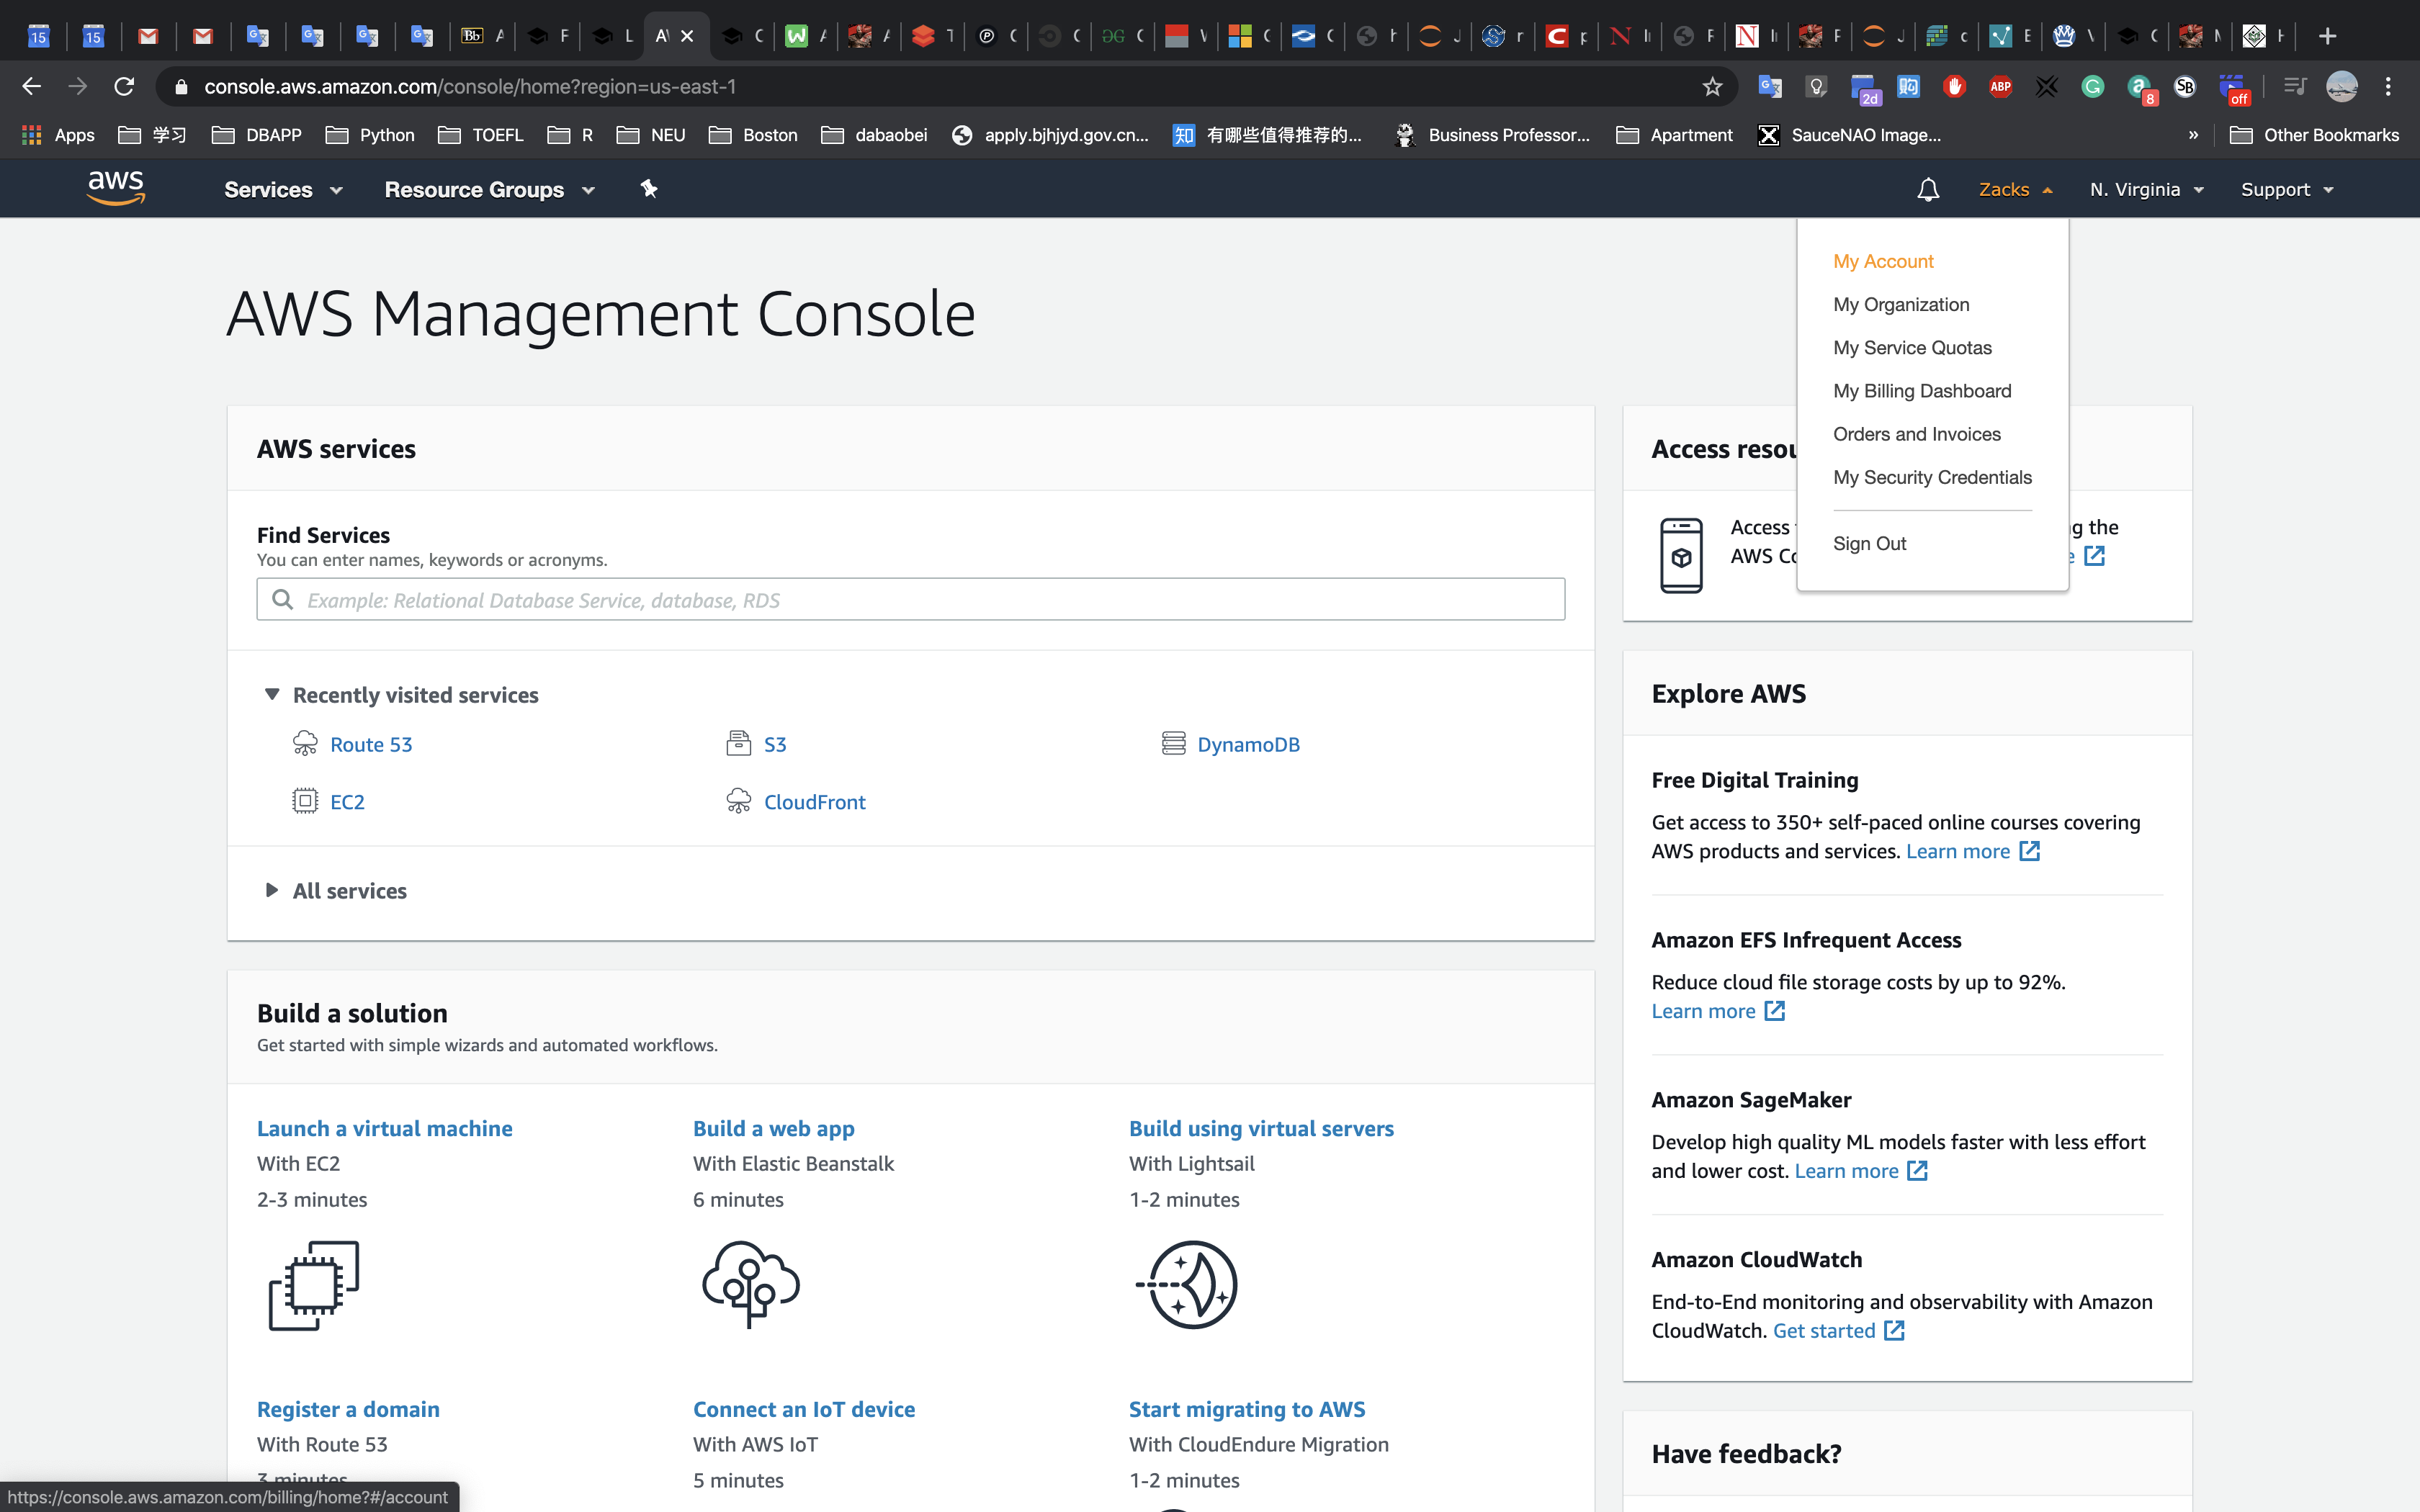 15
15
Bb
console.aws.amazon.com/console/home?region=us-east-1
2d
购
ABP
8
SB
off
Apps
学习
DBAPP
Python
TOEFL
R
NEU
Boston
dabaobei
apply.bjhjyd.gov.cn...
知 有哪些值得推荐的...
Business Professor...
Apartment
SauceNAO Image...
»
Other Bookmarks
aws
Services
Resource Groups
Zacks
N. Virginia
Support
My Account
My Organization
My Service Quotas
My Billing Dashboard
Orders and Invoices
My Security Credentials
Sign Out
AWS Management Console
AWS services
Find Services
You can enter names, keywords or acronyms.
Example: Relational Database Service, database, RDS
Recently visited services
Route 53
S3
DynamoDB
EC2
CloudFront
All services
Build a solution
Get started with simple wizards and automated workflows.
Launch a virtual machine
With EC2
2-3 minutes
Build a web app
With Elastic Beanstalk
6 minutes
Build using virtual servers
With Lightsail
1-2 minutes
Register a domain
With Route 53
3 minutes
Connect an IoT device
With AWS IoT
5 minutes
Start migrating to AWS
With CloudEndure Migration
1-2 minutes
Access
Access
the
AWS
Explore AWS
Free Digital Training
Get access to 350+ self-paced online courses covering
AWS products and services. Learn more
Amazon EFS Infrequent Access
Reduce cloud file storage costs by up to 92%.
Learn more
Amazon SageMaker
Develop high quality ML models faster with less effort
and lower cost. Learn more
Amazon CloudWatch
End-to-End monitoring and observability with Amazon
CloudWatch. Get started
Have feedback?
https://console.aws.amazon.com/billing/home?#/account